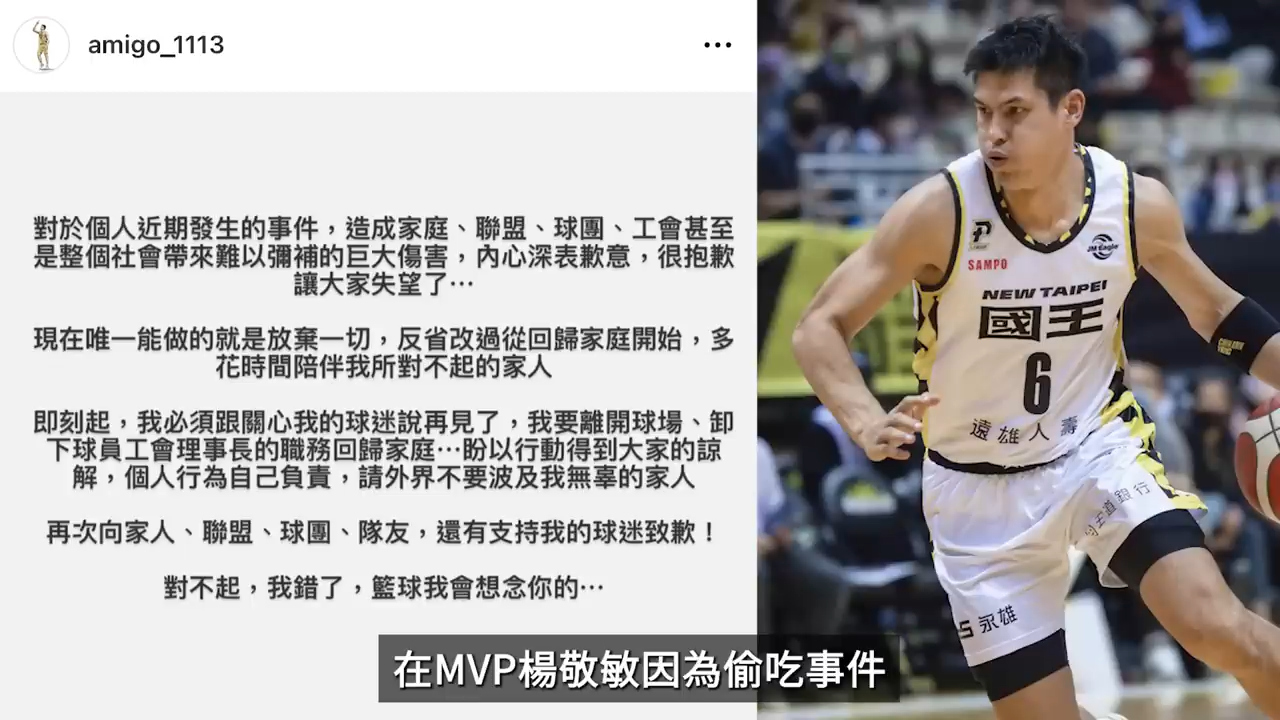 amigo_1113
對於個人近期發生的事件，造成家庭、聯盟、球團、工會甚至
是整個社會帶來難以彌補的巨大傷害，內心深表歉意，很抱歉
讓大家失望了…
現在唯一能做的就是放棄一切，反省改過從回歸家庭開始，多
花時間陪伴我所對不起的家人
即刻起，我必須跟關心我的球迷說再見了，我要離開球場、卸
下球員工會理事長的職務回歸家庭…盼以行動得到大家的諒
解，個人行為自己負責，請外界不要波及我無辜的家人
再次向家人、聯盟、球團、隊友，還有支持我的球迷致歉！
對不起，我錯了，籃球我會想念你的…
SAMPO
JM Eagle
NEW TAIPEI
國王
6
遠雄人壽
王道銀行
永雄
在MVP楊敬敏因為偷吃事件